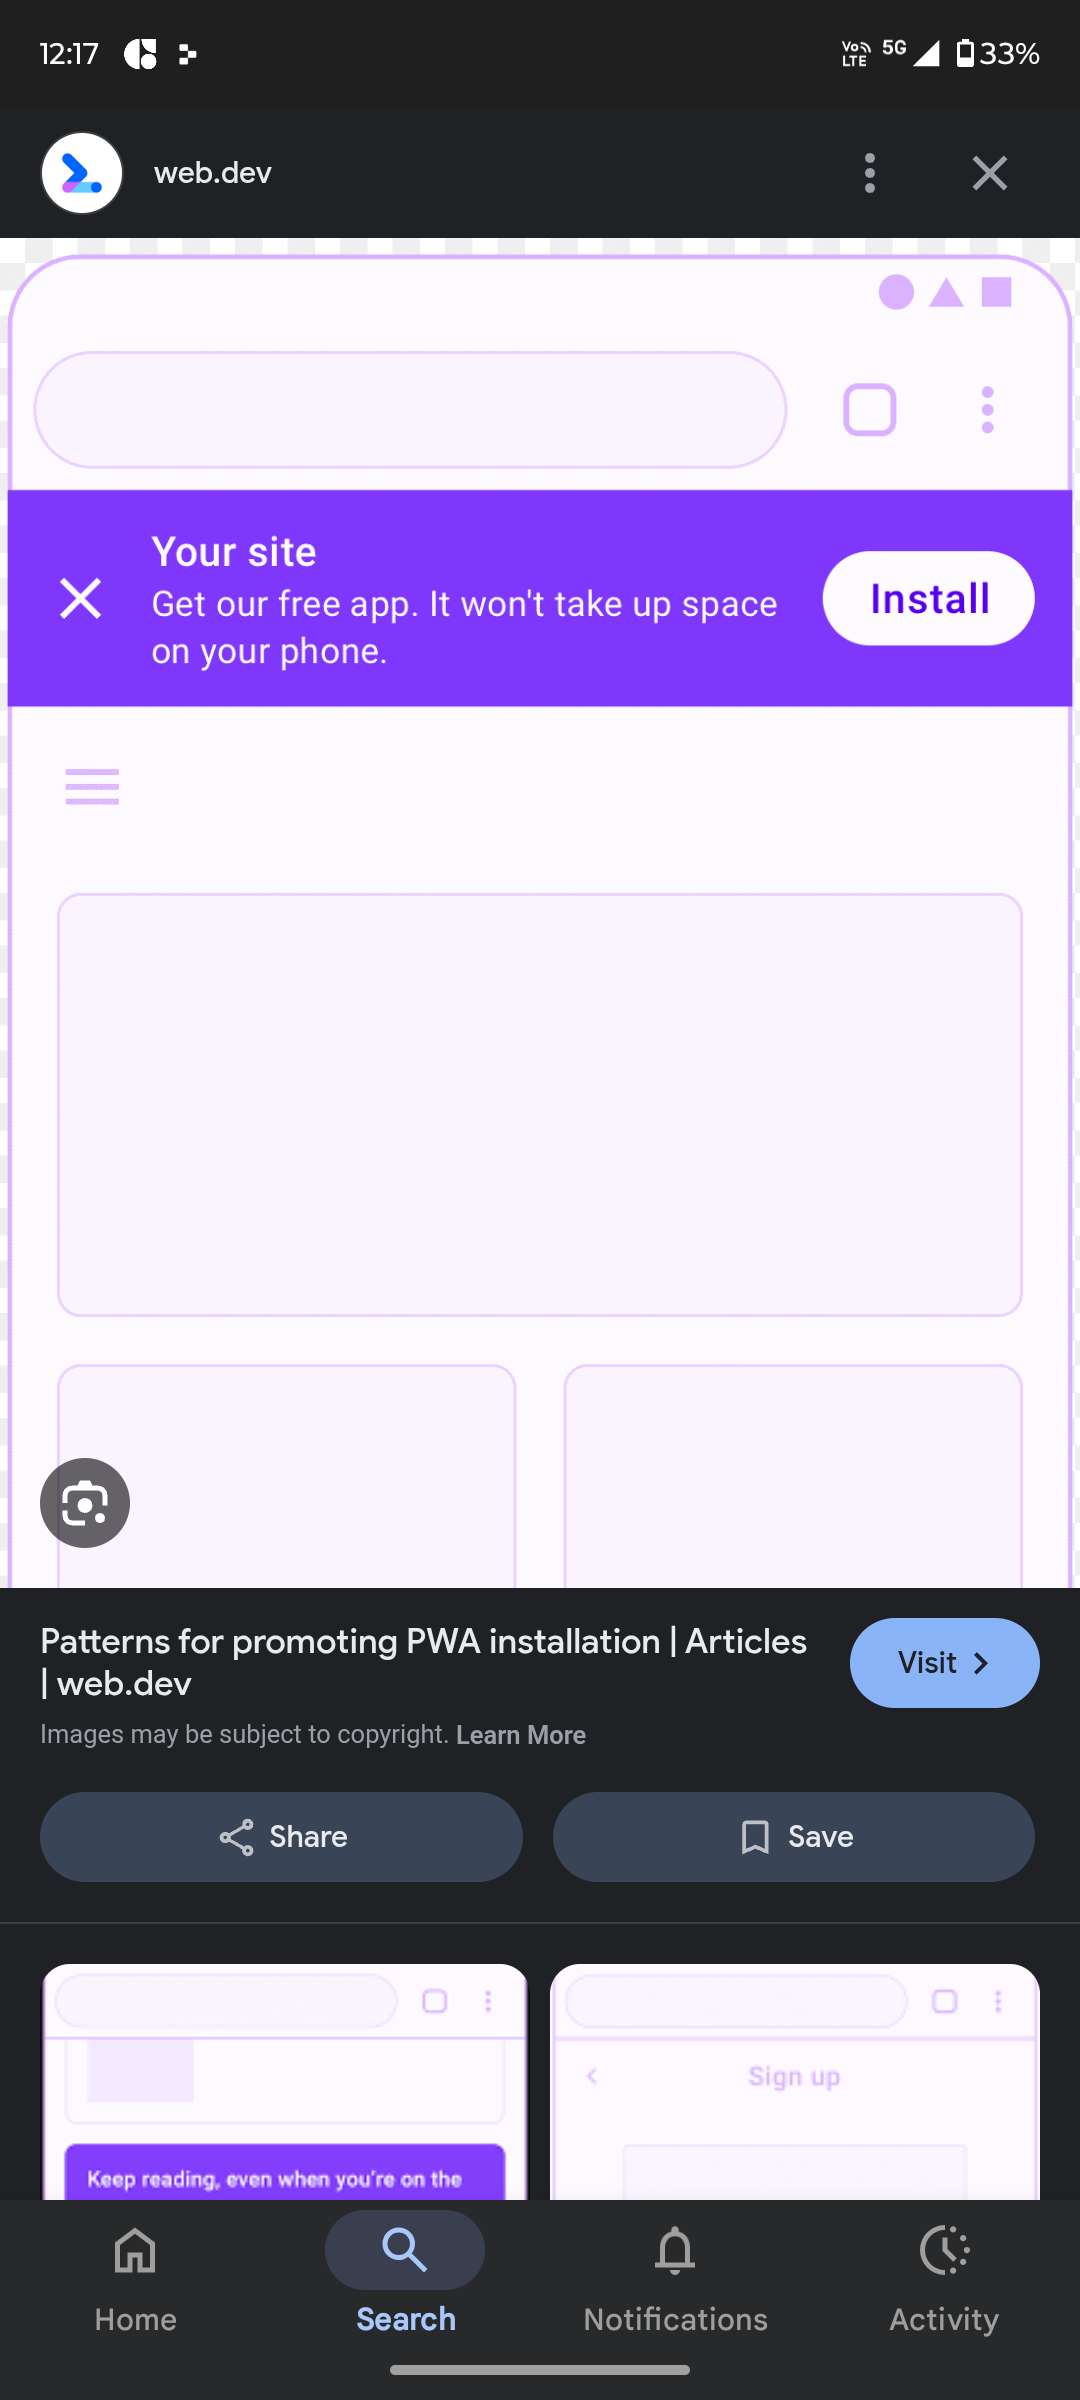 12:17
Vo LTE 5G 33%
web.dev
Your site
Get our free app. It won't take up space
on your phone.
Install
Patterns for promoting PWA installation | Articles
| web.dev
Visit
Images may be subject to copyright. Learn More
Share
Save
Sign up
Keep reading, even when you're on the
Home
Search
Notifications
Activity